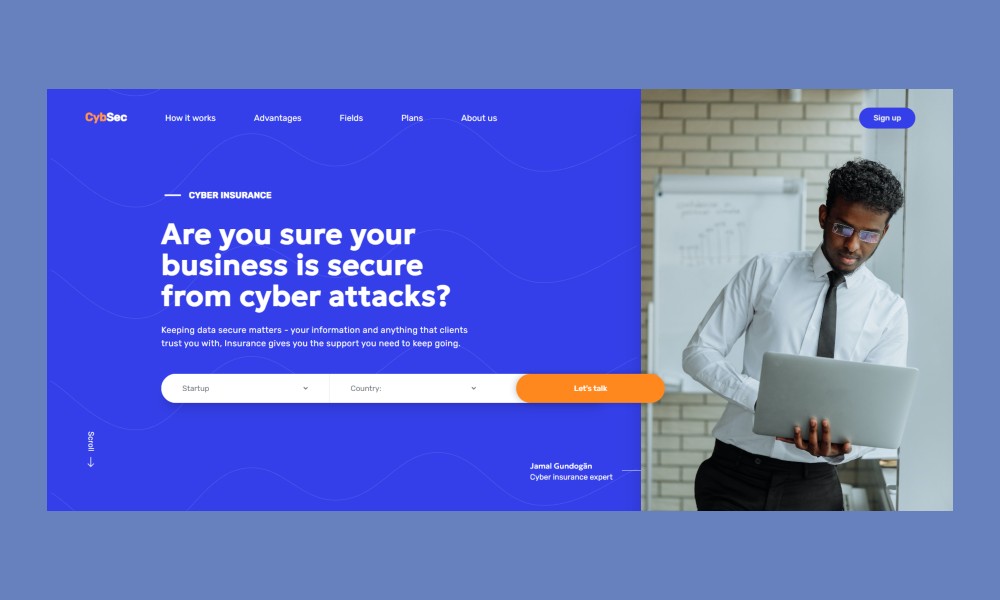 CybSec
How it works
Advantages
Fields
Plans
About us
Sign up
CYBER INSURANCE
Are you sure your
business is secure
from cyber attacks?
Keeping data secure matters - your information and anything that clients
trust you with, Insurance gives you the support you need to keep going.
Startup
Country:
Let's talk
Scroll
Jamal Gundogān
Cyber insurance expert